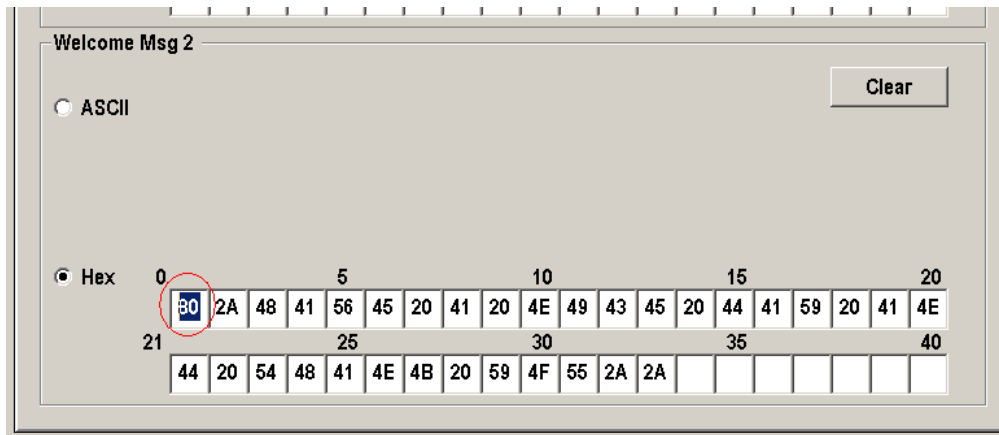 Welcome Msg 2
Clear
ASCII
Hex 0 5 10 15 20
80 2A 48 41 56 45 20 41 20 4E 49 43 45 20 44 41 59 20 41 4E
21 25 30 35 40
44 20 54 48 41 4E 4B 20 59 4F 55 2A 2A